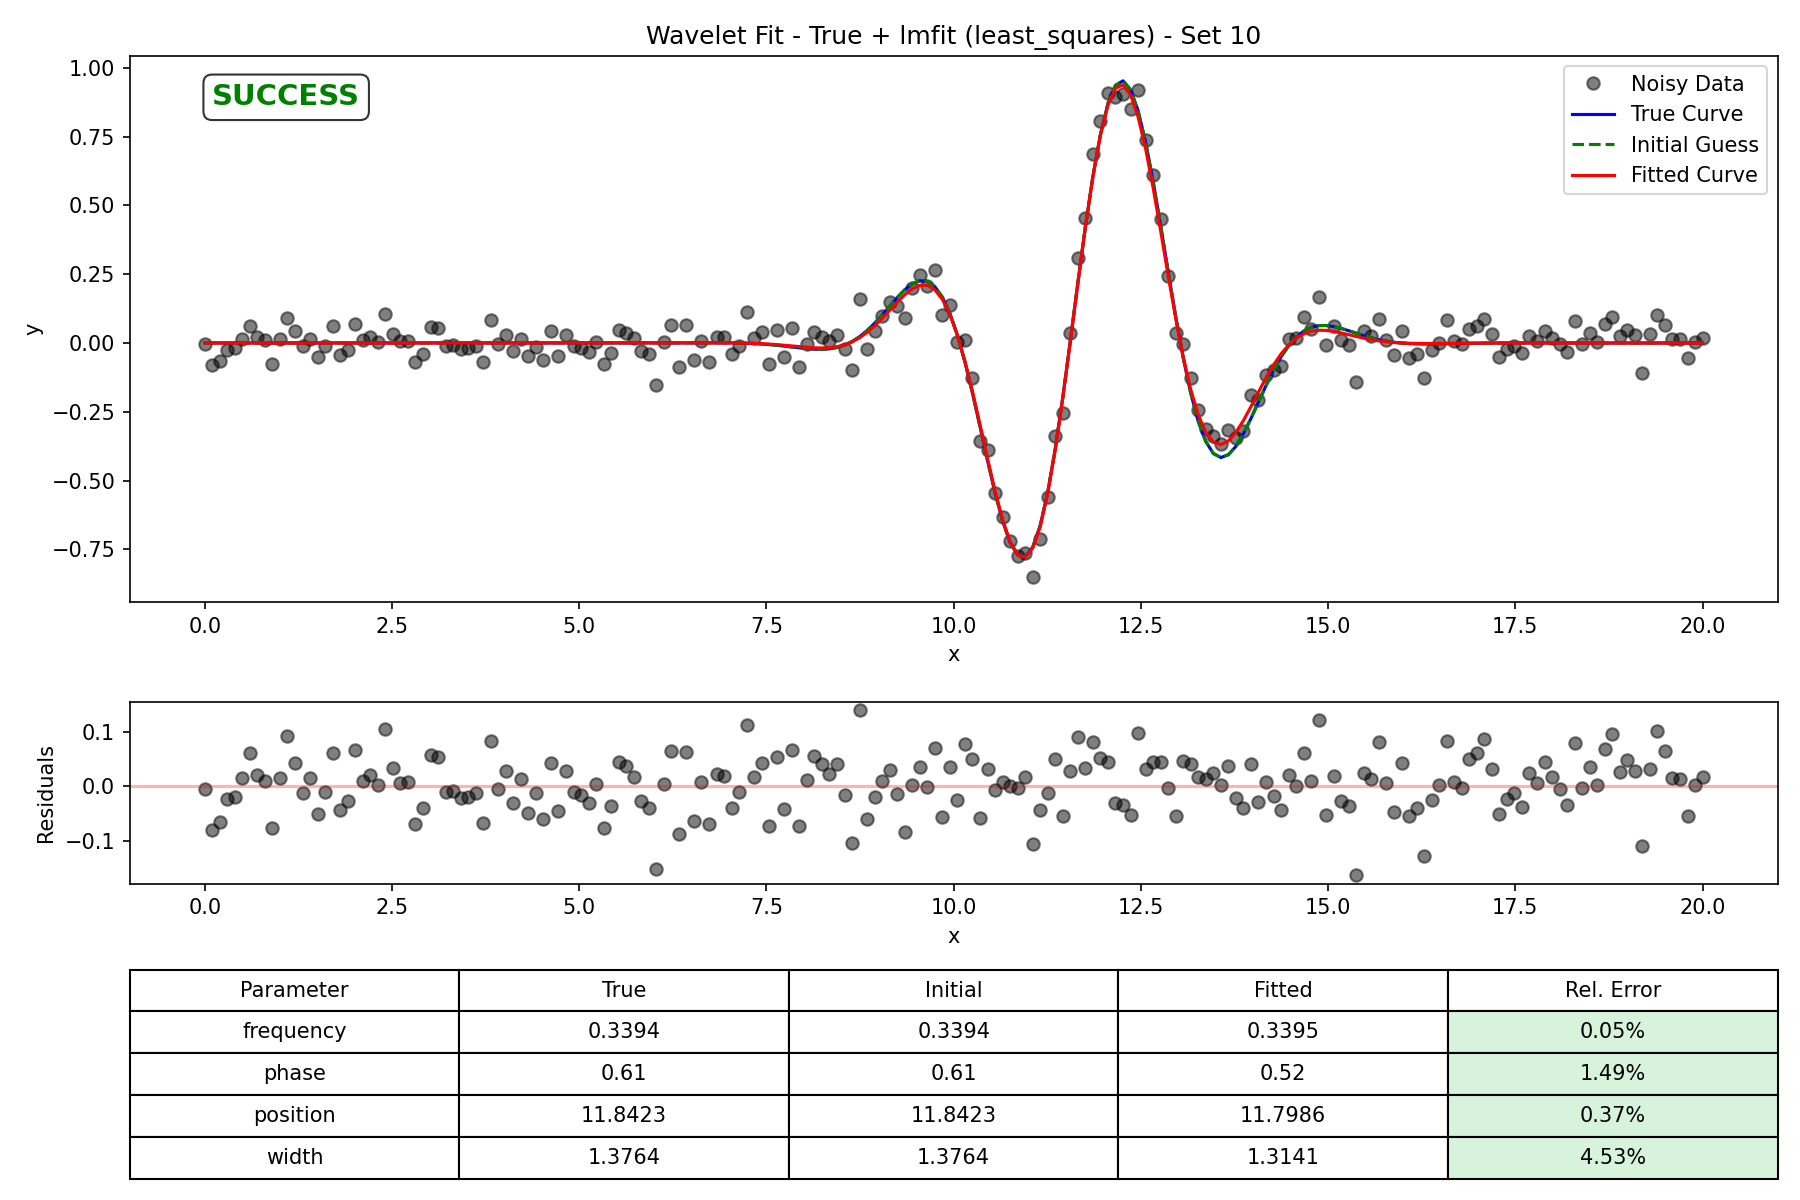 Wavelet Fit - True + lmfit (least_squares) - Set 10
SUCCESS
Noisy Data
True Curve
Initial Guess
Fitted Curve
y
1.00
0.75
0.50
0.25
0.00
−0.25
−0.50
−0.75
0.0 2.5 5.0 7.5 10.0 12.5 15.0 17.5 20.0
x
Residuals
0.1
0.0
−0.1
0.0 2.5 5.0 7.5 10.0 12.5 15.0 17.5 20.0
x
Parameter True Initial Fitted Rel. Error
frequency 0.3394 0.3394 0.3395 0.05%
phase 0.61 0.61 0.52 1.49%
position 11.8423 11.8423 11.7986 0.37%
width 1.3764 1.3764 1.3141 4.53%